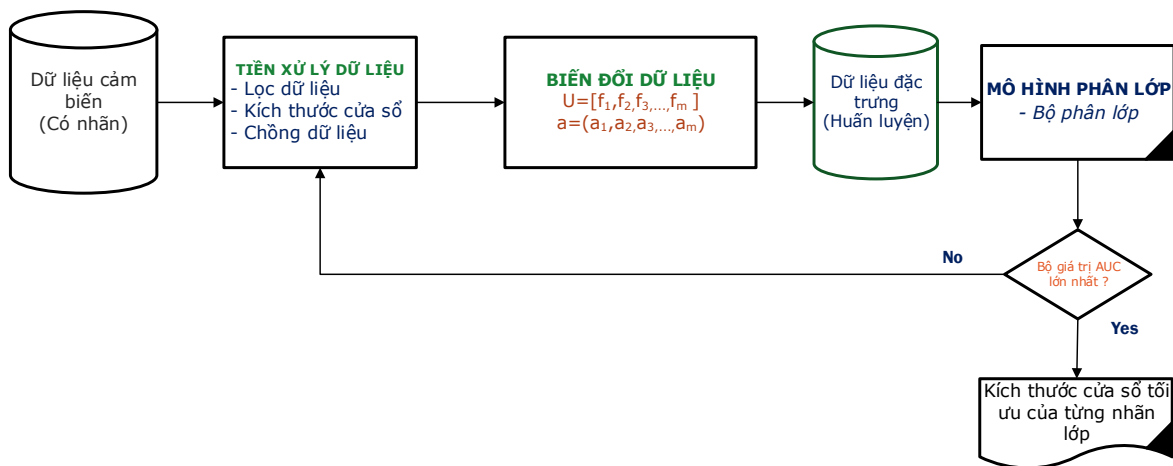 Dữ liệu cảm
biến
(Có nhãn)
TIỀN XỬ LÝ DỮ LIỆU
- Lọc dữ liệu
- Kích thước cửa sổ
- Chồng dữ liệu
BIẾN ĐỔI DỮ LIỆU
U=[f₁,f₂,f₃,...,fₘ ]
a=(a₁,a₂,a₃,...,aₘ)
Dữ liệu đặc
trưng
(Huấn luyện)
MÔ HÌNH PHÂN LỚP
- Bộ phân lớp
No
Bộ giá trị AUC
lớn nhất ?
Yes
Kích thước cửa sổ tối
ưu của từng nhãn
lớp